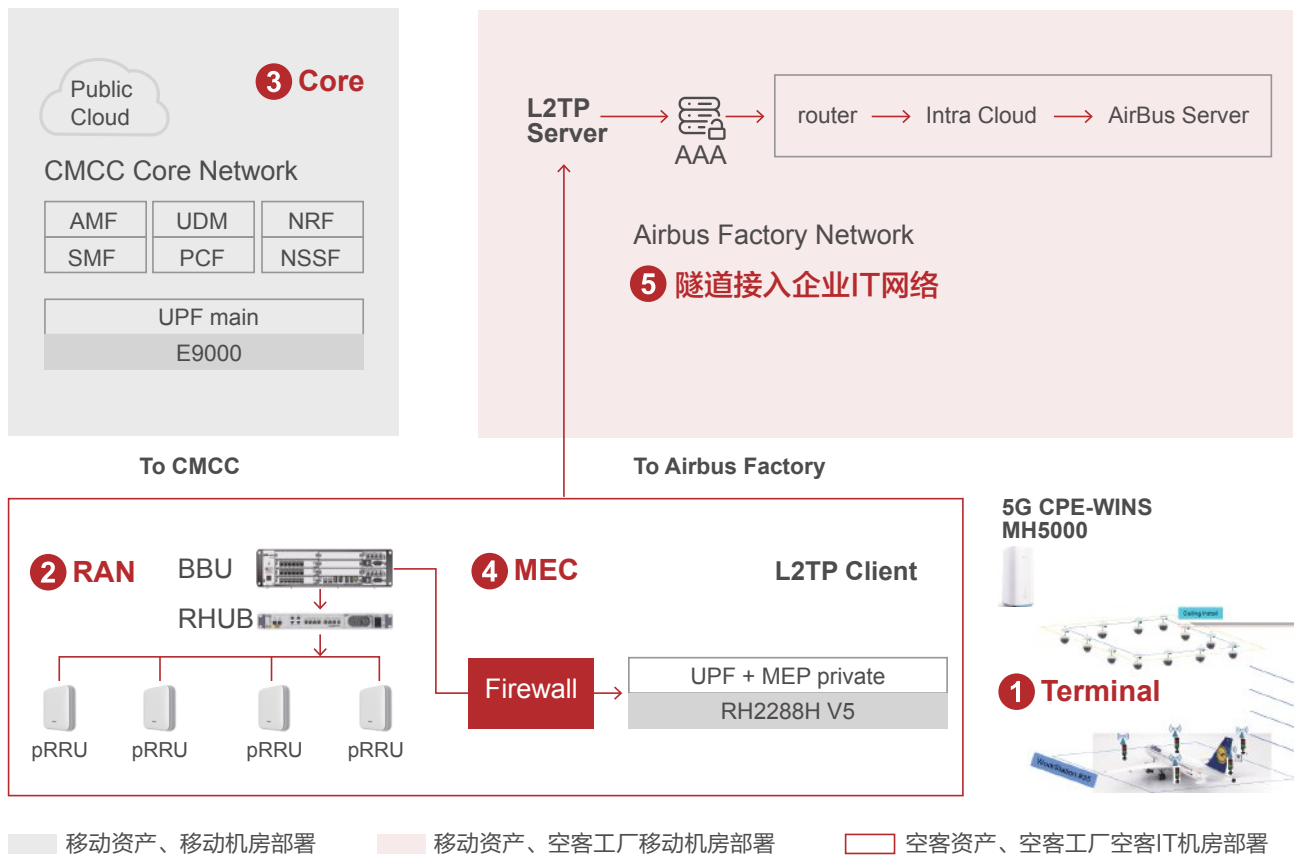 Public
Cloud
3 Core
CMCC Core Network
AMF UDM NRF
SMF PCF NSSF
UPF main
E9000
L2TP
Server
AAA
router Intra Cloud AirBus Server
Airbus Factory Network
5 隧道接入企业IT网络
To CMCC
To Airbus Factory
2 RAN
BBU
RHUB
pRRU pRRU pRRU pRRU
4 MEC
L2TP Client
Firewall
UPF + MEP private
RH2288H V5
5G CPE-WINS
MH5000
Ceiling Install
1 Terminal
WorkStation #35
移动资产、移动机房部署
移动资产、空客工厂移动机房部署
空客资产、空客工厂空客IT机房部署